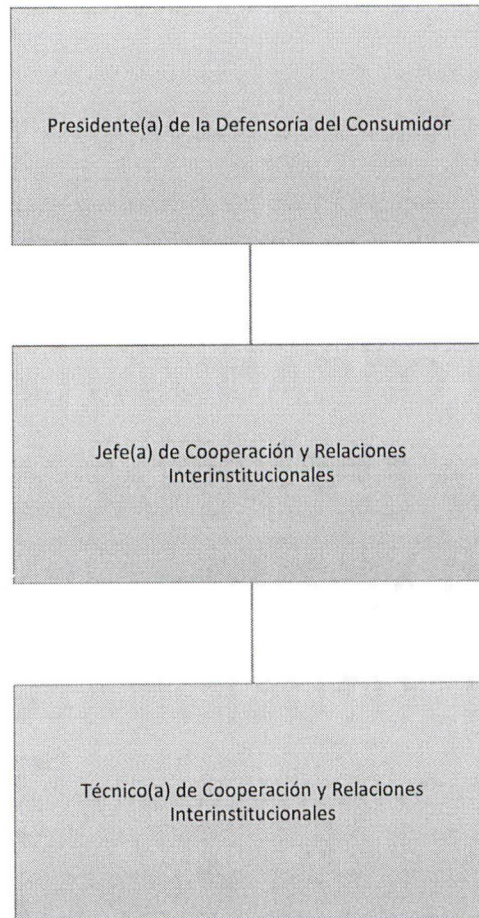 Presidente(a) de la Defensoría del Consumidor
Jefe(a) de Cooperación y Relaciones
Interinstitucionales
Técnico(a) de Cooperación y Relaciones
Interinstitucionales